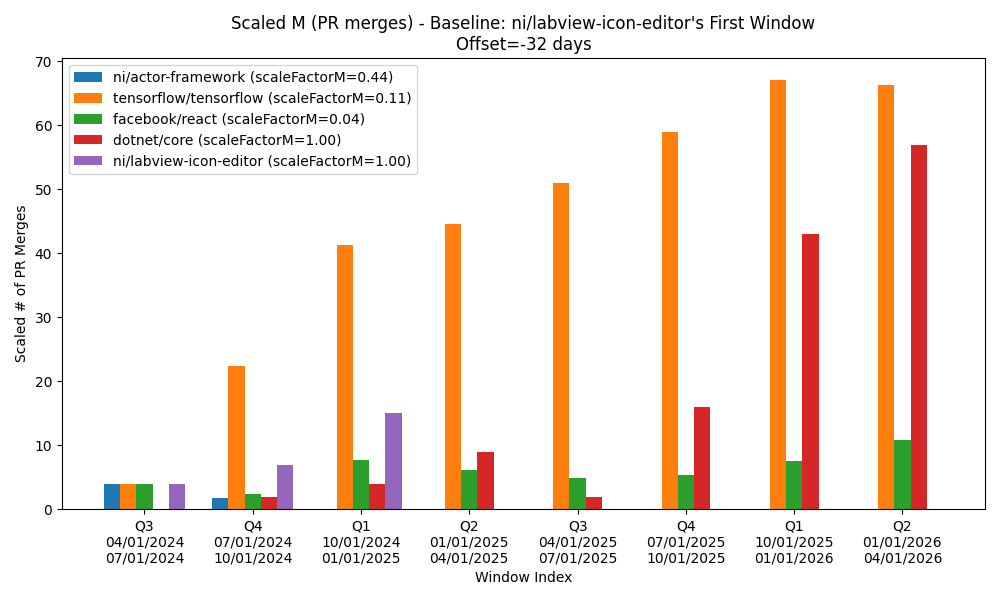 Scaled M (PR merges) - Baseline: ni/labview-icon-editor's First Window
Offset=-32 days
ni/actor-framework (scaleFactorM=0.44)
tensorflow/tensorflow (scaleFactorM=0.11)
facebook/react (scaleFactorM=0.04)
dotnet/core (scaleFactorM=1.00)
ni/labview-icon-editor (scaleFactorM=1.00)
Scaled # of PR Merges
70
60
50
40
30
20
10
0
Q3 Q4 Q1 Q2 Q3 Q4 Q1 Q2
04/01/2024 07/01/2024 10/01/2024 01/01/2025 04/01/2025 07/01/2025 10/01/2025 01/01/2026
07/01/2024 10/01/2024 01/01/2025 04/01/2025 07/01/2025 10/01/2025 01/01/2026 04/01/2026
Window Index